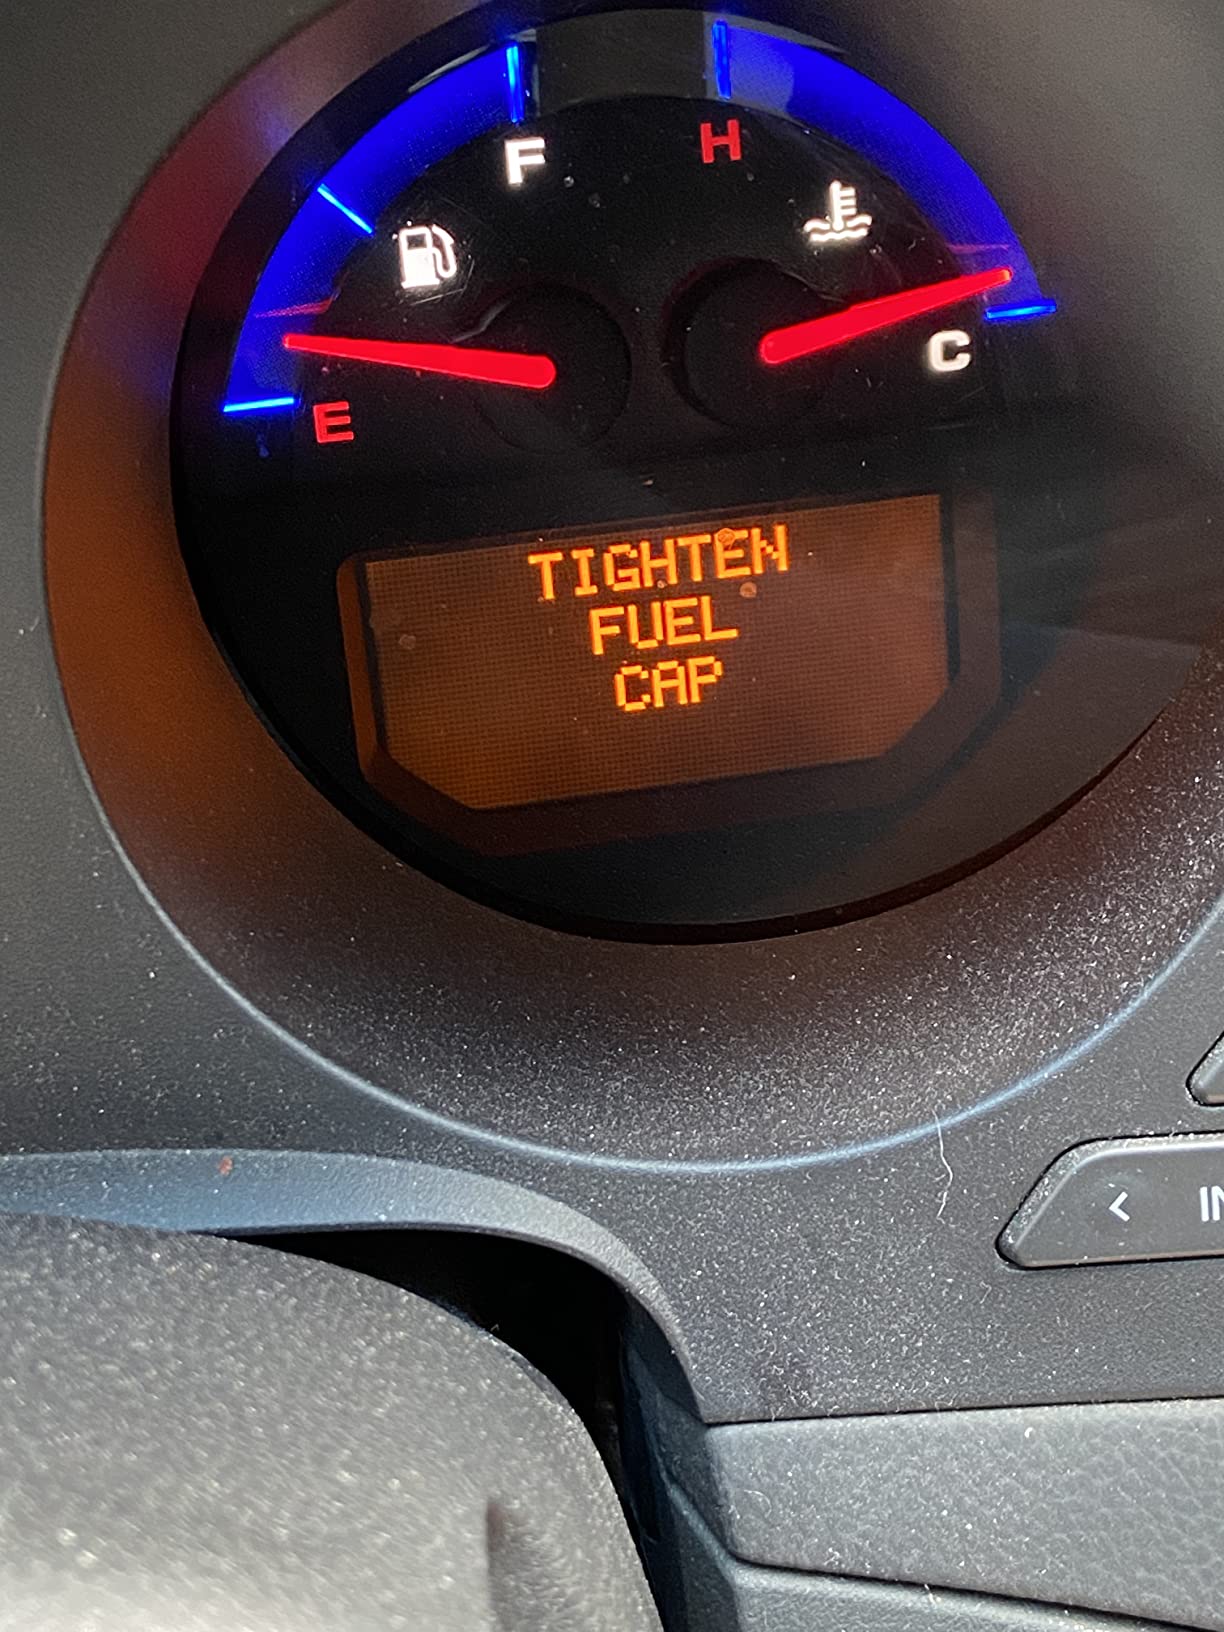 F H
E C
TIGHTEN
FUEL
CAP
<